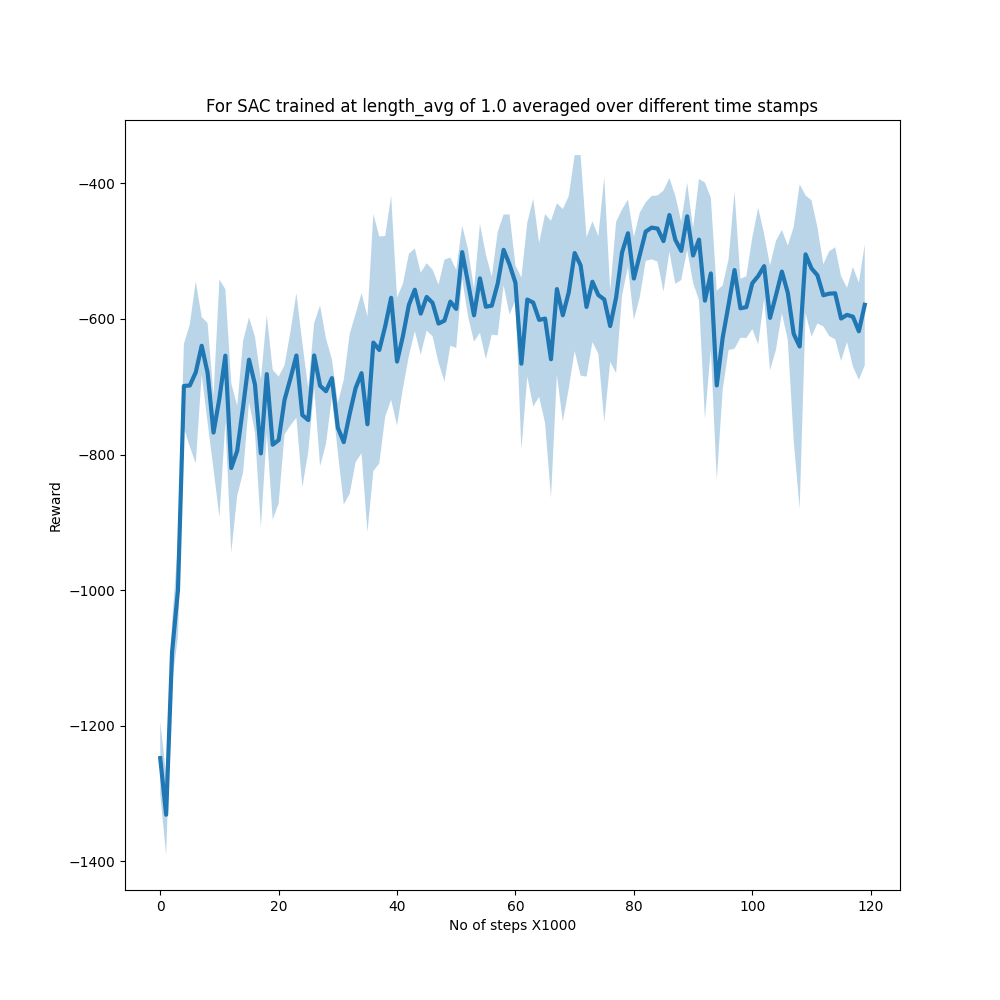 For SAC trained at length_avg of 1.0 averaged over different time stamps
−400
−600
−800
−1000
−1200
−1400
Reward
0 20 40 60 80 100 120
No of steps X1000